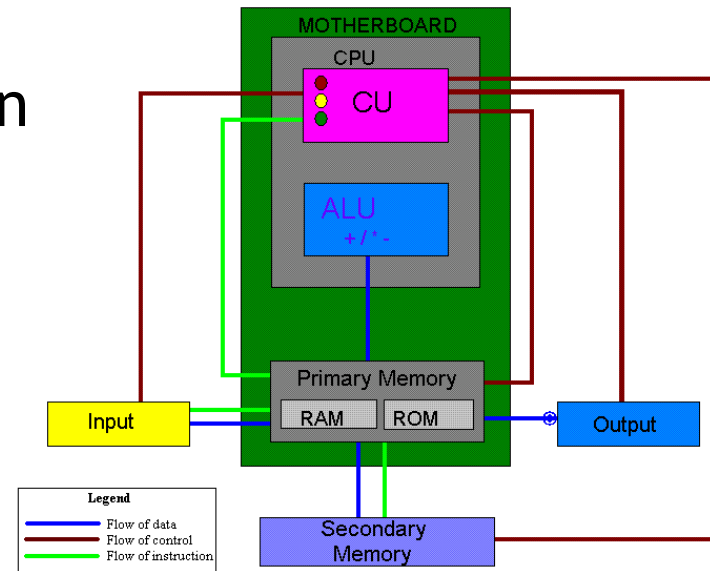 n
MOTHERBOARD
CPU
CU
ALU
+ / * -
Primary Memory
RAM
ROM
Input
Output
Secondary
Memory
Legend
Flow of data
Flow of control
Flow of instruction